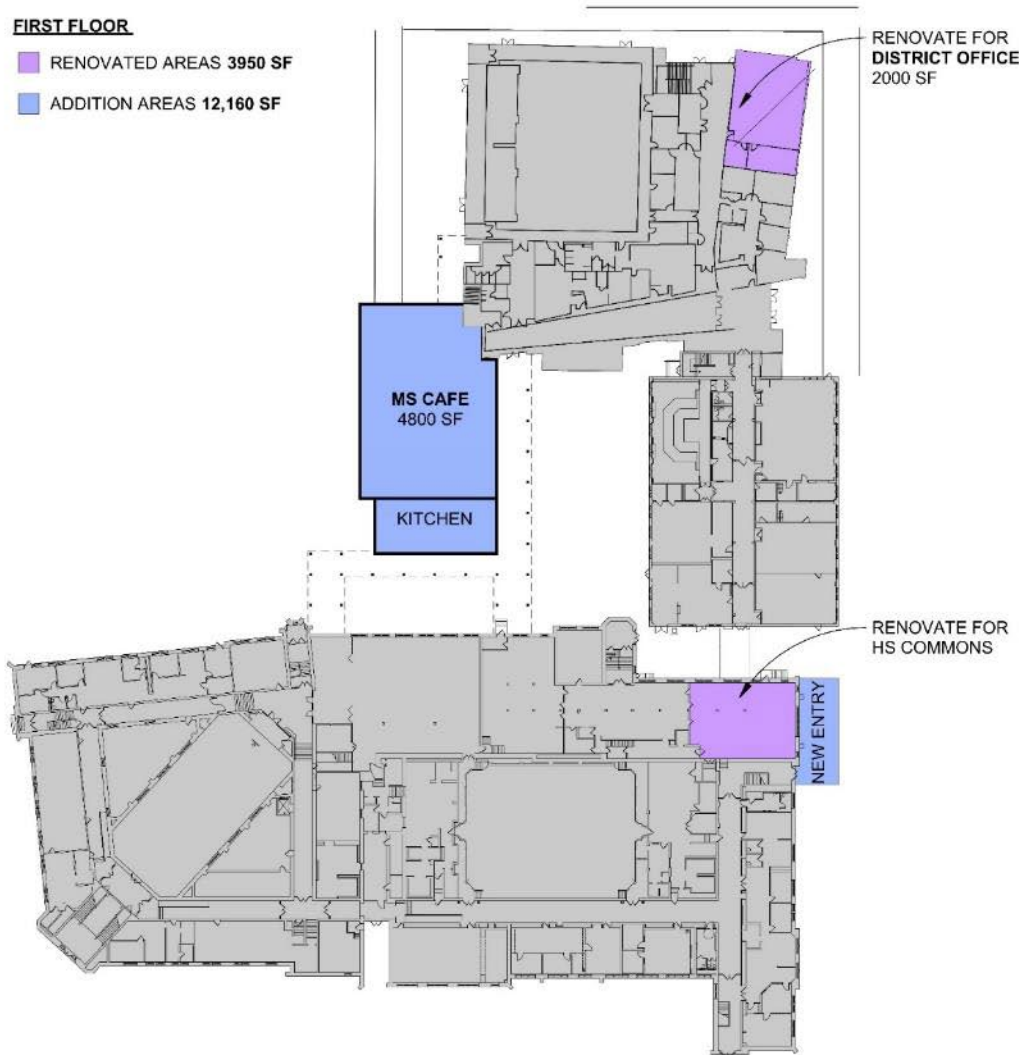 FIRST FLOOR
RENOVATED AREAS 3950 SF
ADDITION AREAS 12,160 SF
RENOVATE FOR
DISTRICT OFFICE
2000 SF
MS CAFE
4800 SF
KITCHEN
RENOVATE FOR
HS COMMONS
NEW ENTRY